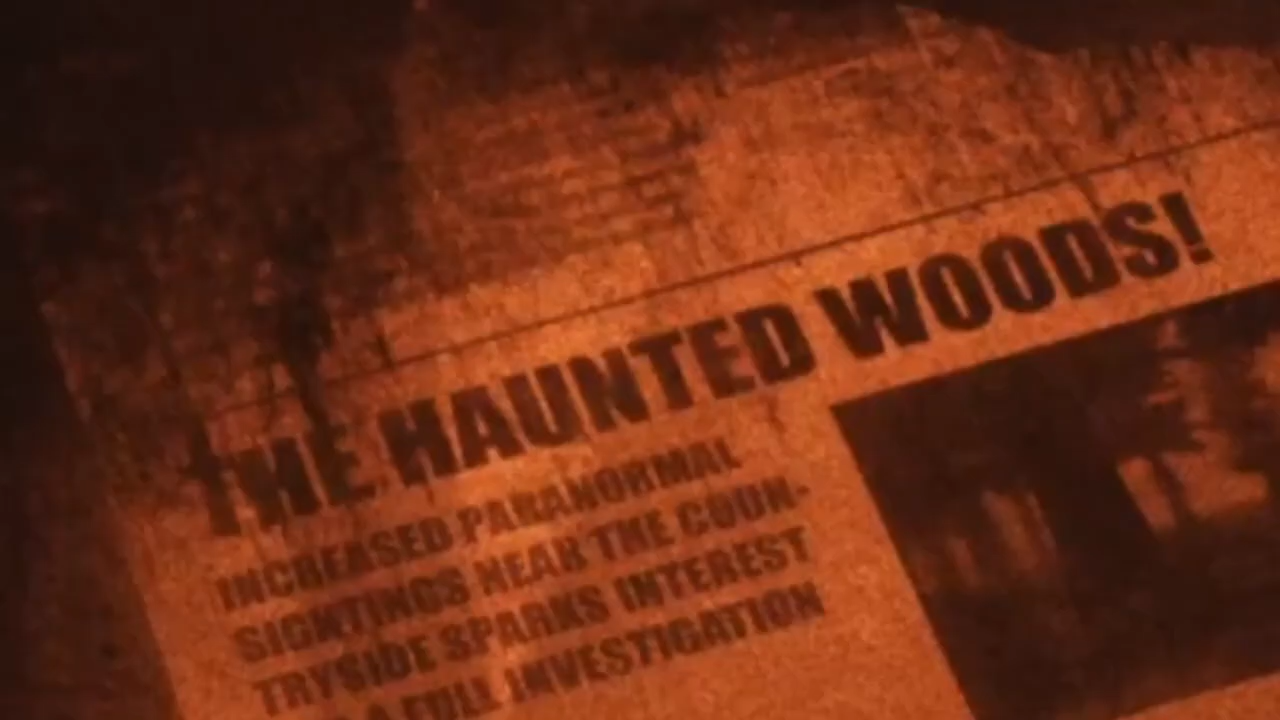 THE HAUNTED WOODS!
INCREASED PARANORMAL
SIGHTINGS NEAR THE COUN-
TRYSIDE SPARKS INTEREST
A FULL INVESTIGATION